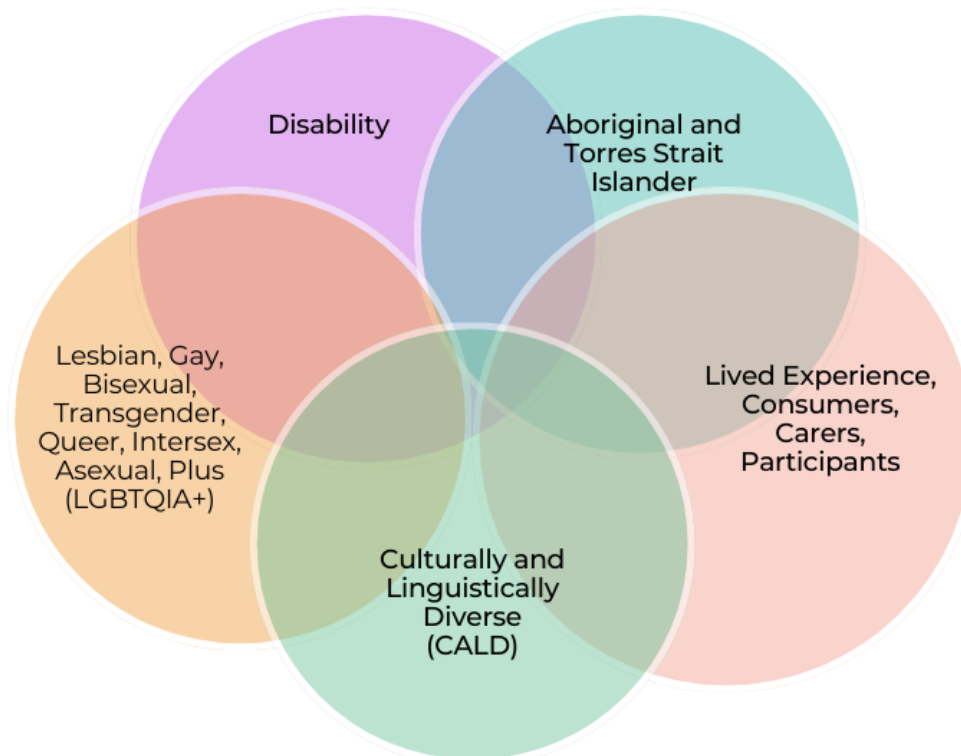 Disability
Aboriginal and
Torres Strait
Islander
Lesbian, Gay,
Bisexual,
Transgender,
Queer, Intersex,
Asexual, Plus
(LGBTQIA+)
Lived Experience,
Consumers,
Carers,
Participants
Culturally and
Linguistically
Diverse
(CALD)